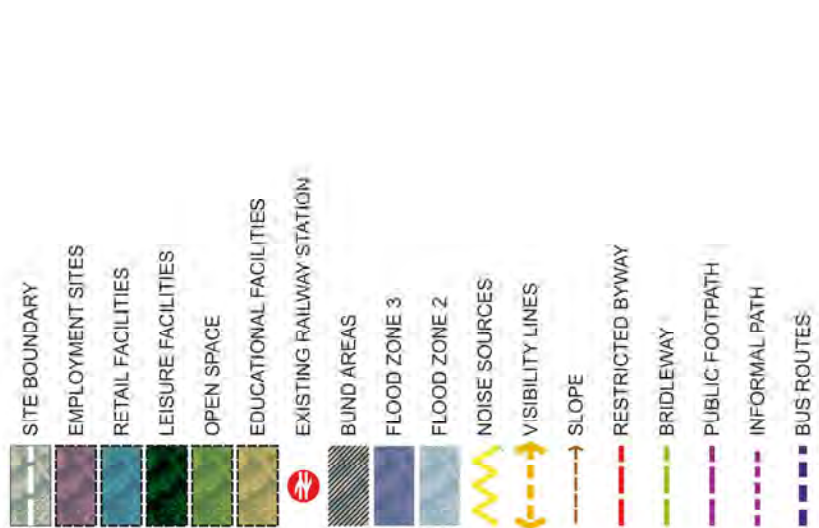 SITE BOUNDARY
EMPLOYMENT SITES
RETAIL FACILITIES
LEISURE FACILITIES
OPEN SPACE
EDUCATIONAL FACILITIES
EXISTING RAILWAY STATION
BUND AREAS
FLOOD ZONE 3
FLOOD ZONE 2
NOISE SOURCES
VISIBILITY LINES
SLOPE
RESTRICTED BYWAY
BRIDLEWAY
PUBLIC FOOTPATH
INFORMAL PATH
BUS ROUTES